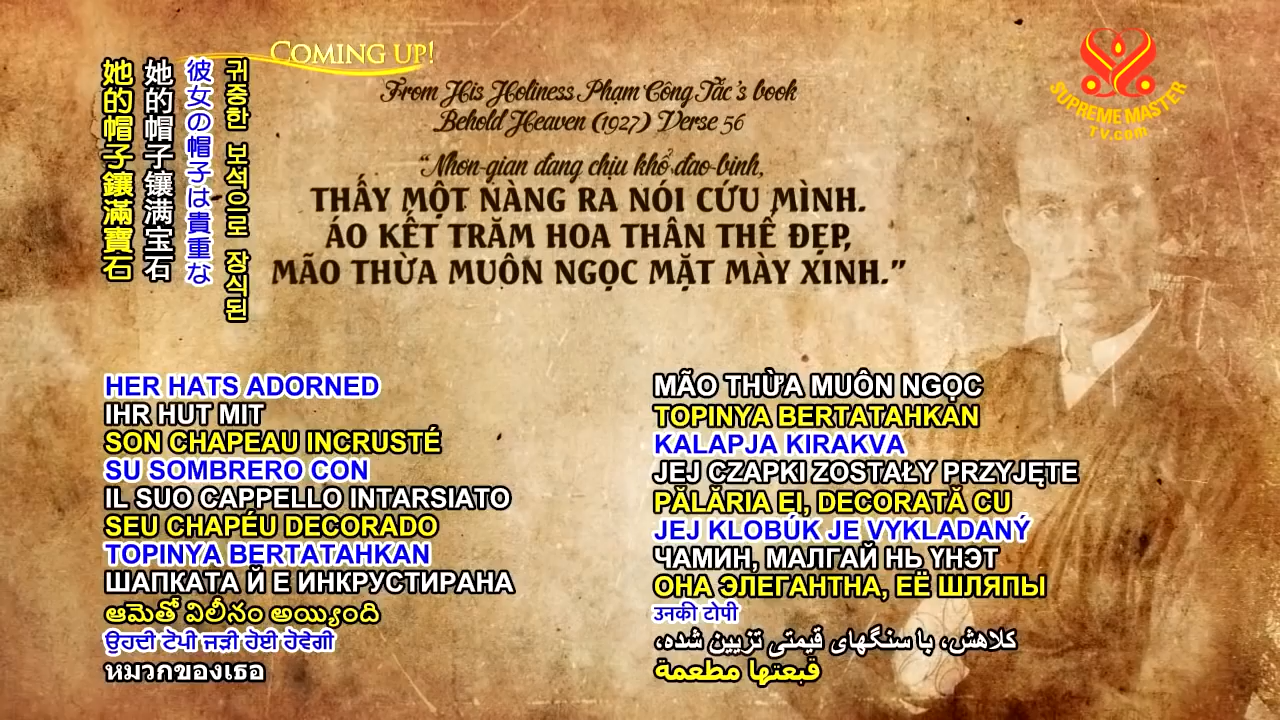 COMING UP!
From His Holiness Phạm Công Tắc's book
Behold Heaven (1927) Verse 56
“Nhơn-gian đang chịu khổ đao-binh,
THẤY MỘT NÀNG RA NÓI CỨU MÌNH.
ÁO KẾT TRĂM HOA THÂN THỂ ĐẸP,
MÃO THỪA MUÔN NGỌC MẶT MÀY XINH.”
SUPREME MASTER
TV.com
她的帽子鑲滿寶石
她的帽子镶满宝石
彼女の帽子は貴重な
귀중한 보석으로 장식된
HER HATS ADORNED
IHR HUT MIT
SON CHAPEAU INCRUSTÉ
SU SOMBRERO CON
IL SUO CAPPELLO INTARSIATO
SEU CHAPÉU DECORADO
TOPINYA BERTATAHKAN
ШАПКАТА Й Е ИНКРУСТИРАНА
ఆమెతో విలీనం అయ్యింది
ਉਹਦੀ ਟੋਪੀ ਜੜੀ ਹੋਈ ਹੋਵੇਗੀ
หมวกของเธอ
MÃO THỪA MUÔN NGỌC
TOPINYA BERTATAHKAN
KALAPJA KIRAKVA
JEJ CZAPKI ZOSTAŁY PRZYJĘTE
PĂLĂRIA EI, DECORATĂ CU
JEJ KLOBÚK JE VYKLADANÝ
ЧАМИН, МАЛГАЙ НЬ ҮНЭТ
ОНА ЭЛЕГАНТНА, ЕЁ ШЛЯПЫ
उनकी टोपी
کلاهش، با سنگهای قیمتی تزیین شده،
قبعتها مطعمة